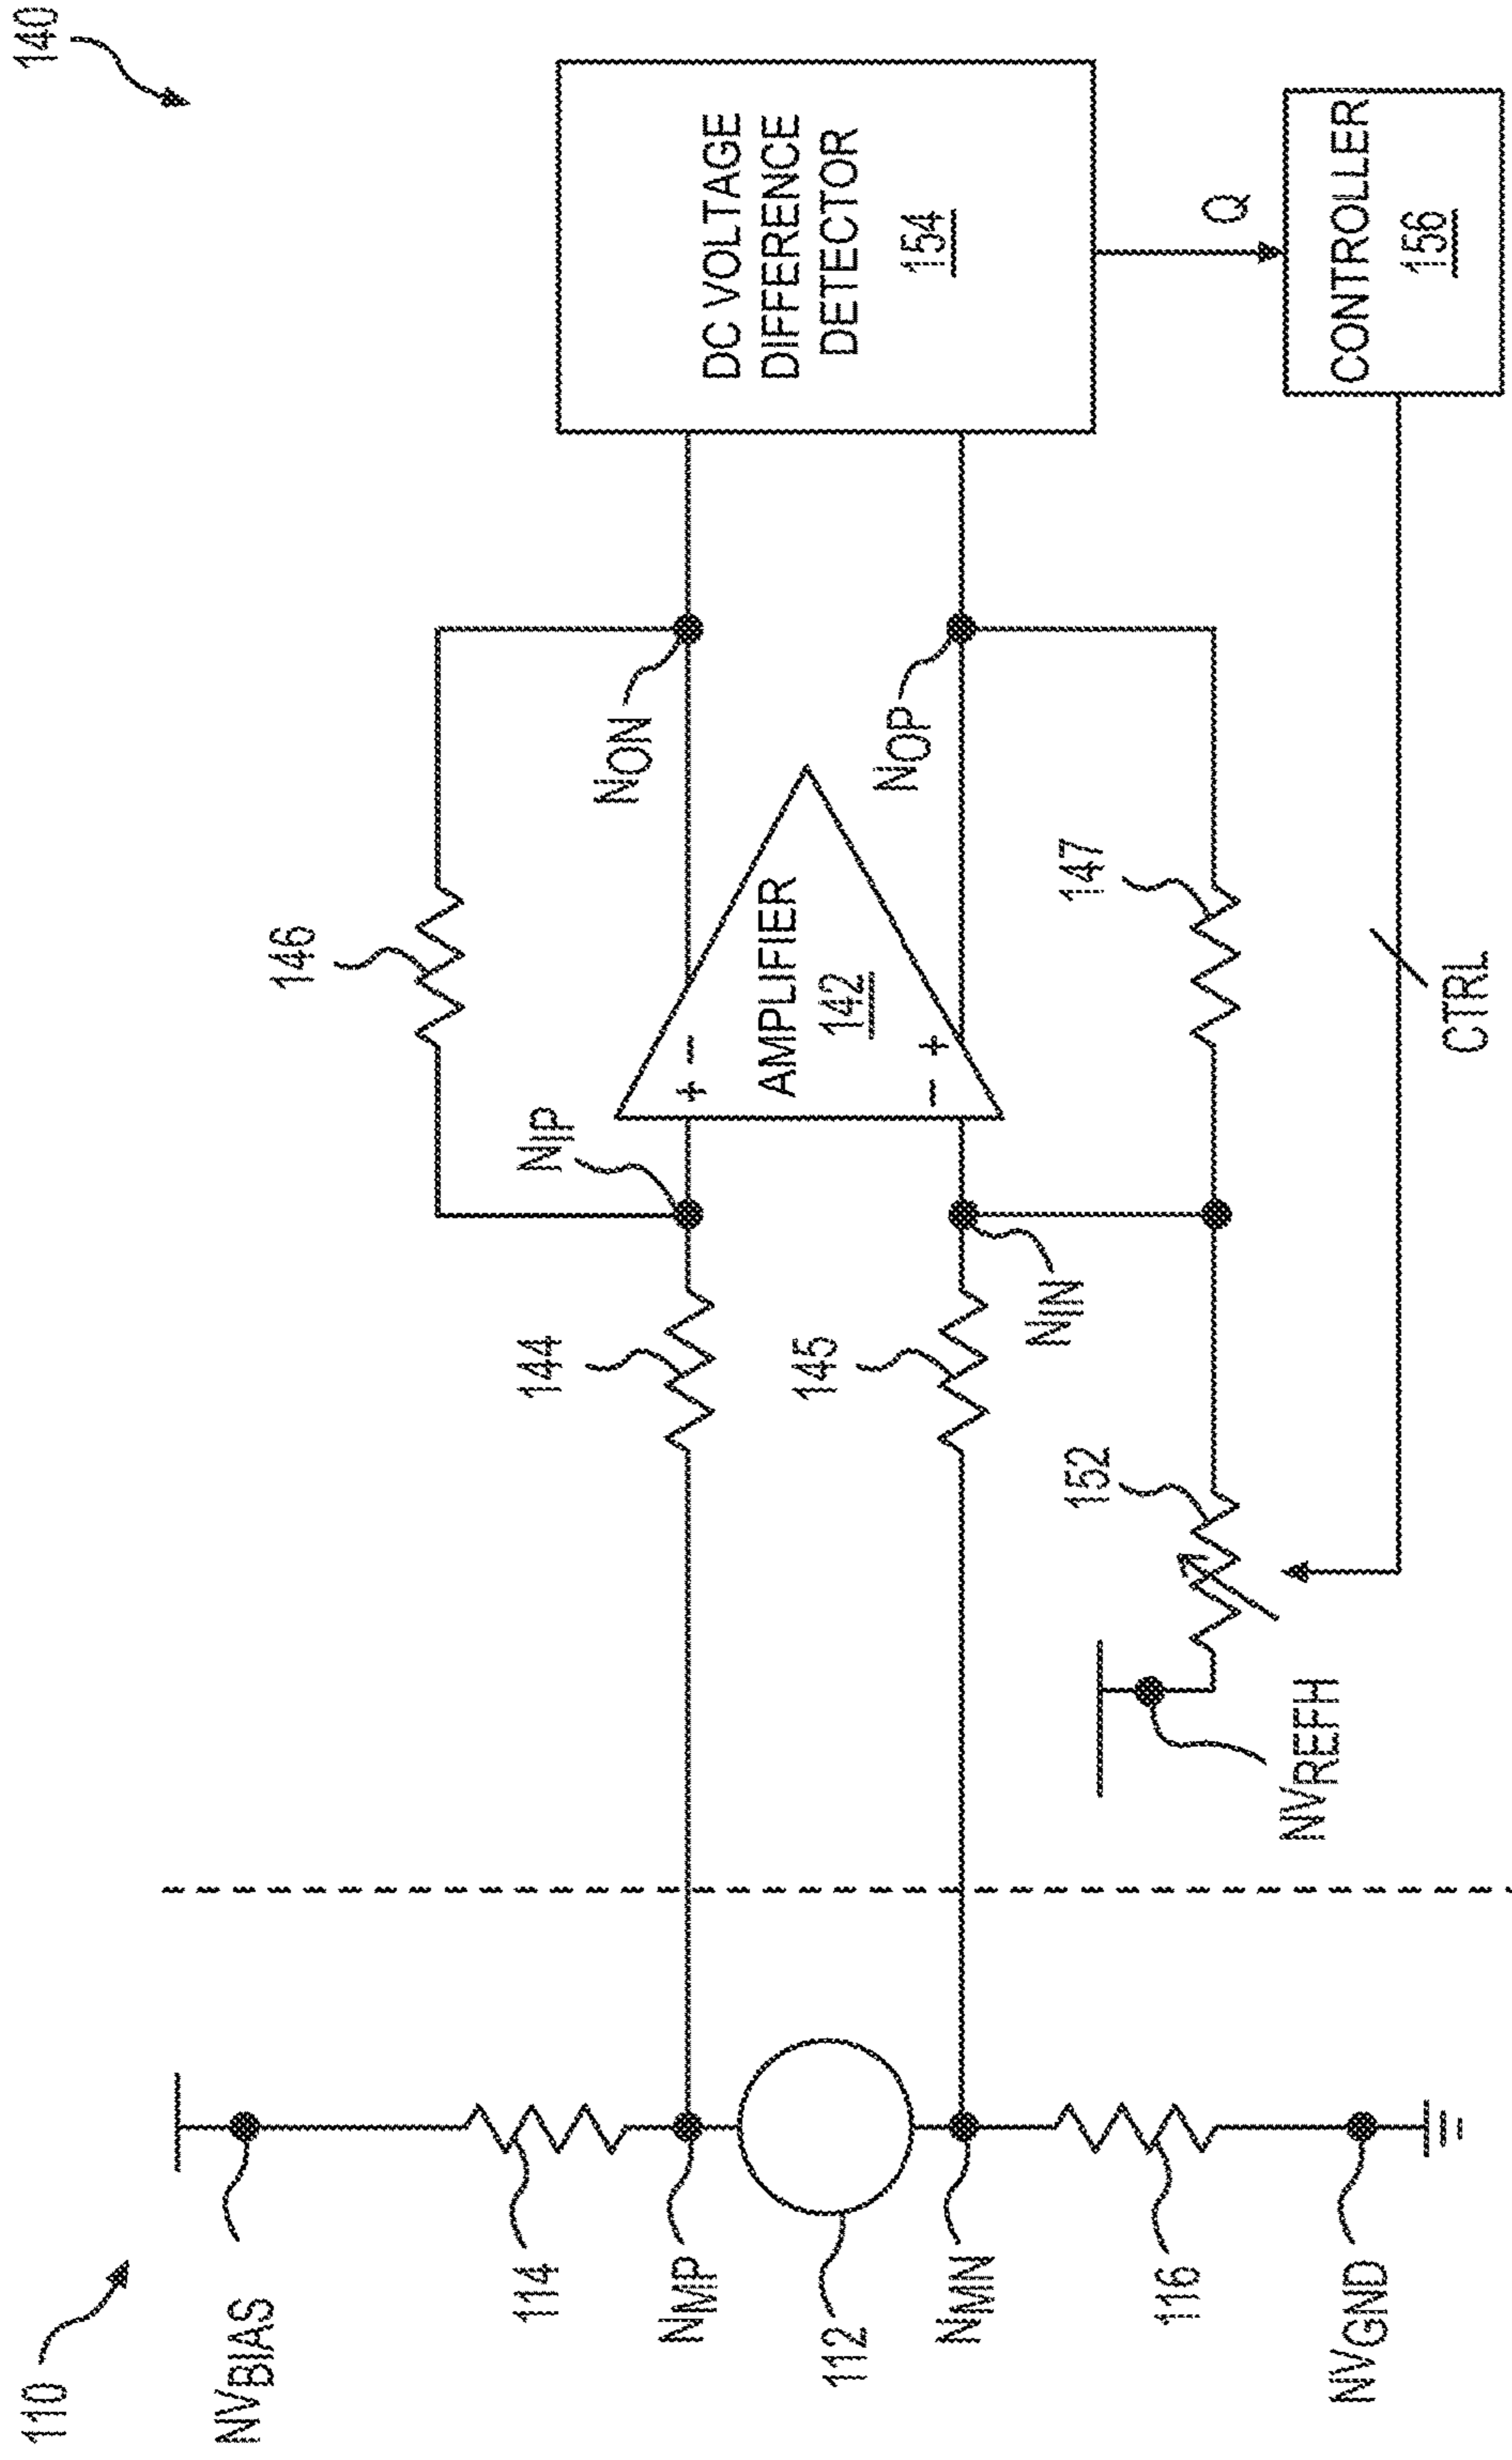 140
110
NVBIAS
114
NMP
112
NMN
116
NVGND
144
145
146
NIP
NIN
AMPLIFIER
142
+ -
- +
NON
NOP
147
152
NVREFH
DC VOLTAGE
DIFFERENCE
DETECTOR
154
Q
CONTROLLER
156
CTRL